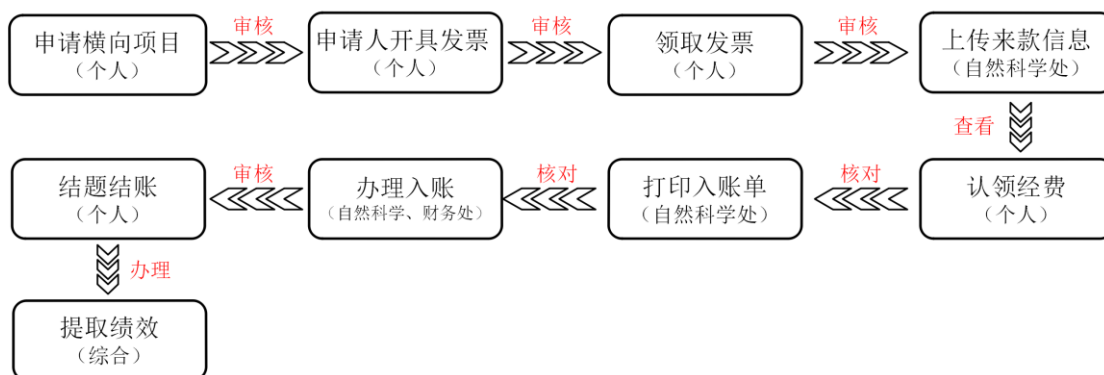 申请横向项目
（个人）
审核
申请人开具发票
（个人）
审核
领取发票
（个人）
审核
上传来款信息
（自然科学处）
查看
认领经费
（个人）
核对
打印入账单
（自然科学处）
核对
办理入账
（自然科学、财务处）
审核
结题结账
（个人）
办理
提取绩效
（综合）